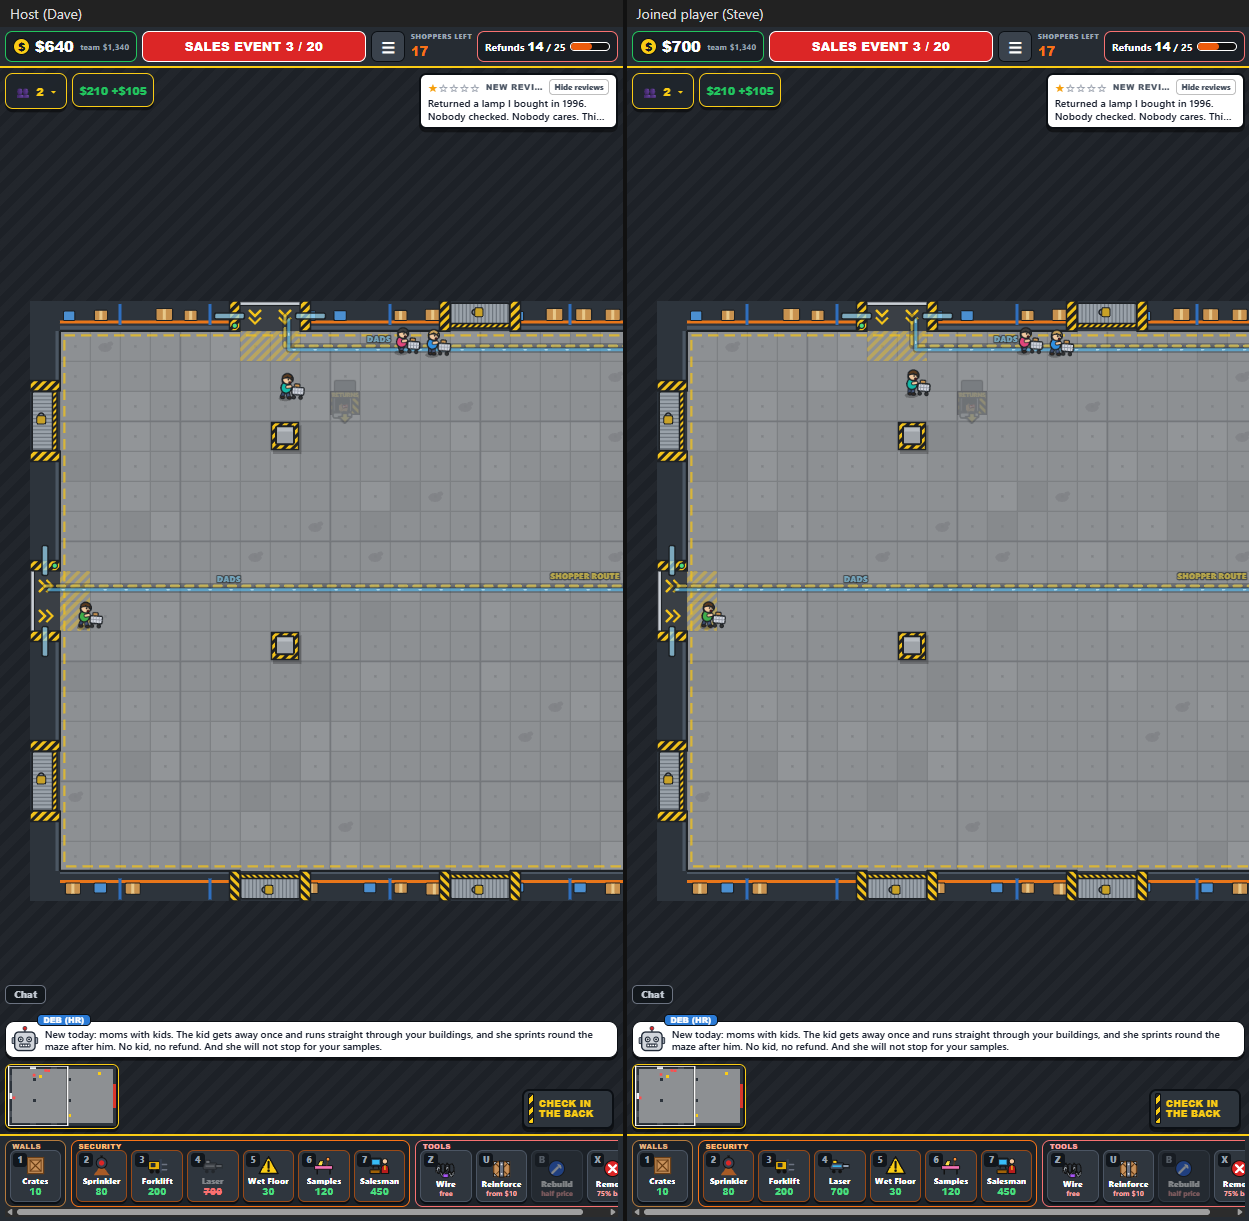 Host (Dave)
$ $640 team $1,340
SALES EVENT 3 / 20
SHOPPERS LEFT
17
Refunds 14 / 25
2
$210 +$105
NEW REVI...
Hide reviews
Returned a lamp I bought in 1996.
Nobody checked. Nobody cares. Thi...
DADS
RETURNS
DADS
SHOPPER ROUTE
Chat
DEB (HR)
New today: moms with kids. The kid gets away once and runs straight through your buildings, and she sprints round the
maze after him. No kid, no refund. And she will not stop for your samples.
CHECK IN
THE BACK
WALLS
1
Crates
10
SECURITY
2
Sprinkler
80
3
Forklift
200
4
Laser
700
5
Wet Floor
30
6
Samples
120
7
Salesman
450
TOOLS
Z
Wire
free
U
Reinforce
from $10
B
Rebuild
half price
X
Remo
75% b
Joined player (Steve)
$ $700 team $1,340
SALES EVENT 3 / 20
SHOPPERS LEFT
17
Refunds 14 / 25
2
$210 +$105
NEW REVI...
Hide reviews
Returned a lamp I bought in 1996.
Nobody checked. Nobody cares. Thi...
DADS
RETURNS
DADS
SHOPPER ROUTE
Chat
DEB (HR)
New today: moms with kids. The kid gets away once and runs straight through your buildings, and she sprints round the
maze after him. No kid, no refund. And she will not stop for your samples.
CHECK IN
THE BACK
WALLS
1
Crates
10
SECURITY
2
Sprinkler
80
3
Forklift
200
4
Laser
700
5
Wet Floor
30
6
Samples
120
7
Salesman
450
TOOLS
Z
Wire
free
U
Reinforce
from $10
B
Rebuild
half price
X
Remo
75% b